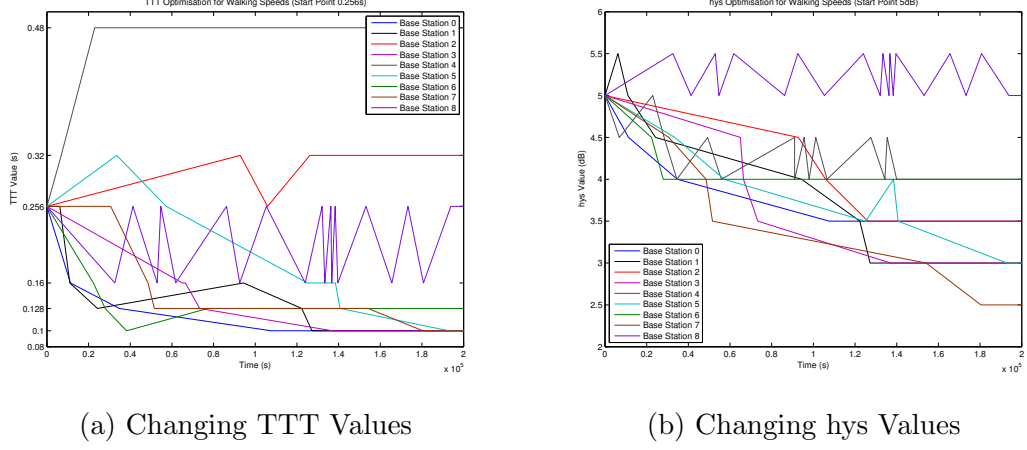 TTT Optimisation for Walking Speeds (Start Point 0.256s)
TTT Value (s)
0.48
0.32
0.256
0.16
0.128
0.1
0.08
0
0.2
0.4
0.6
0.8
1
1.2
1.4
1.6
1.8
2
Time (s)
x 10^5
Base Station 0
Base Station 1
Base Station 2
Base Station 3
Base Station 4
Base Station 5
Base Station 6
Base Station 7
Base Station 8
(a) Changing TTT Values
hys Optimisation for Walking Speeds (Start Point 5dB)
hys Value (dB)
6
5.5
5
4.5
4
3.5
3
2.5
2
0
0.2
0.4
0.6
0.8
1
1.2
1.4
1.6
1.8
2
Time (s)
x 10^5
Base Station 0
Base Station 1
Base Station 2
Base Station 3
Base Station 4
Base Station 5
Base Station 6
Base Station 7
Base Station 8
(b) Changing hys Values